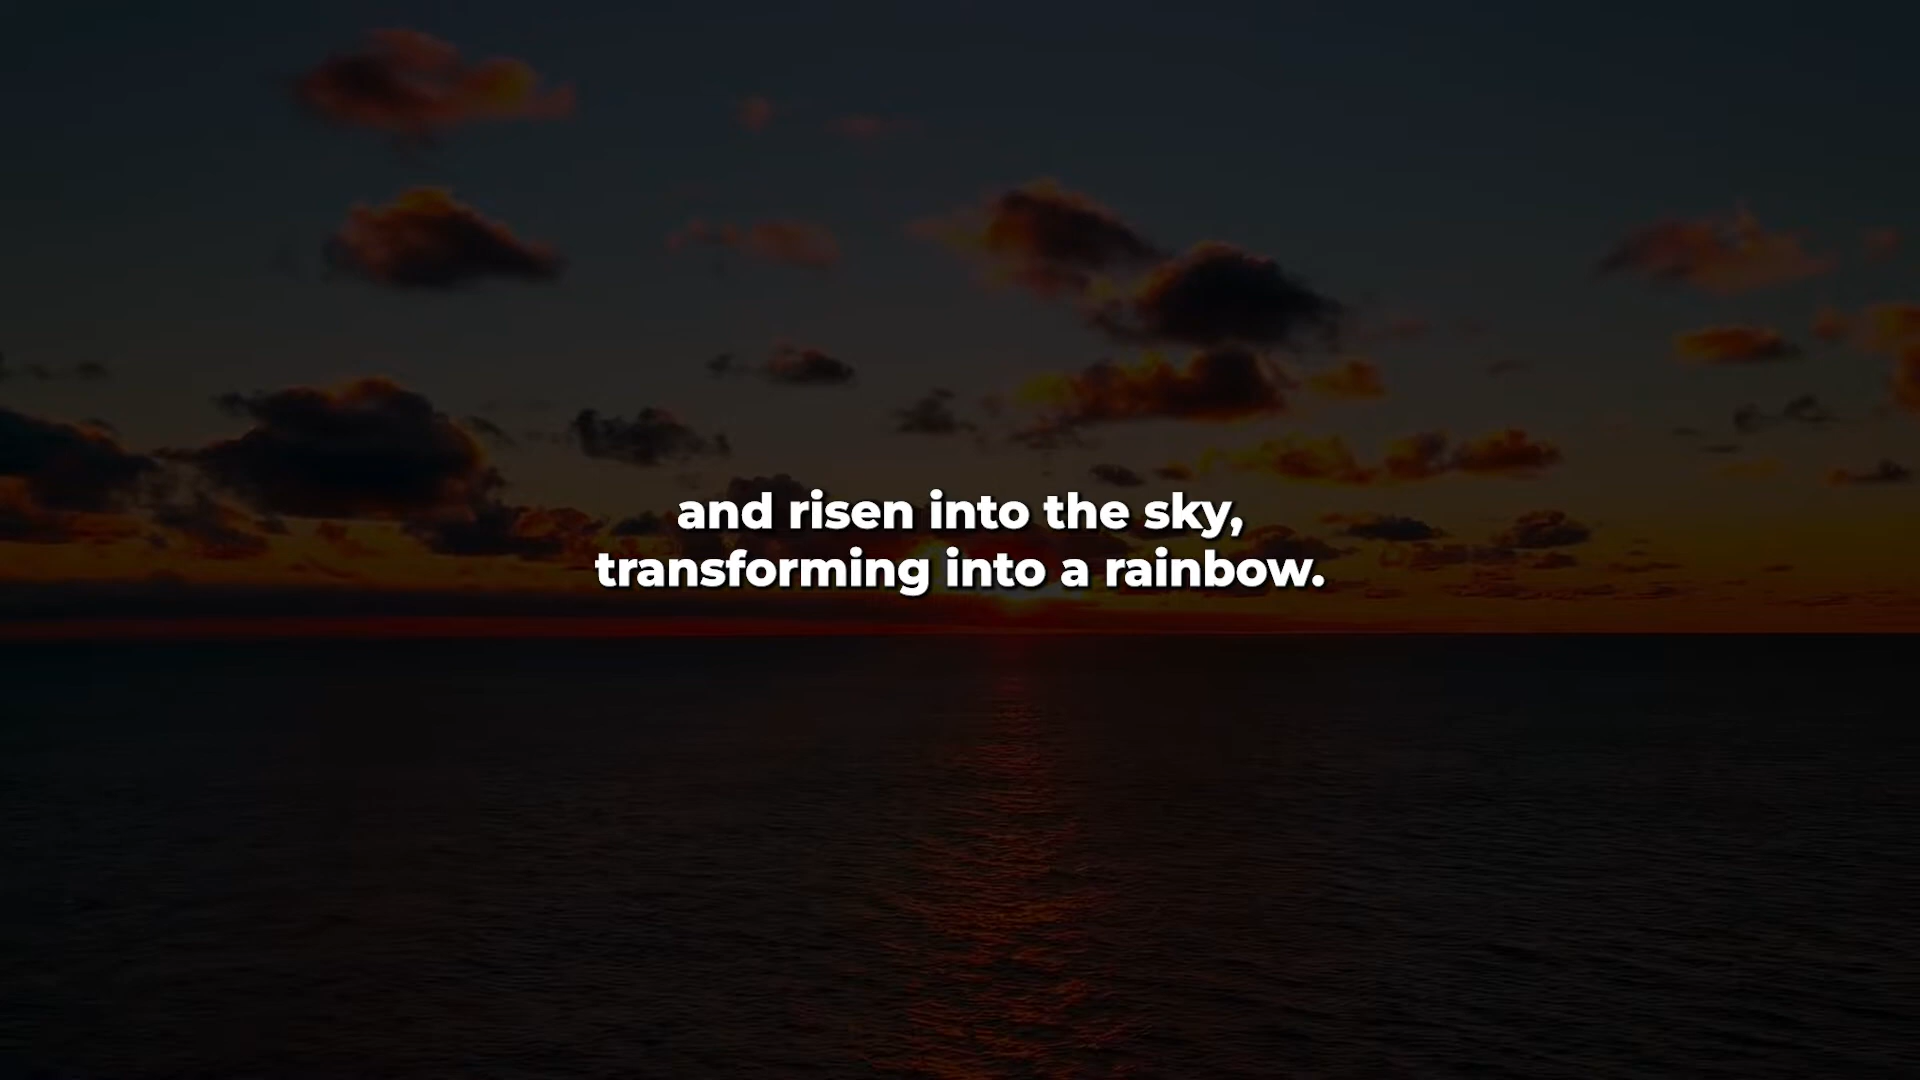 and risen into the sky,
transforming into a rainbow.